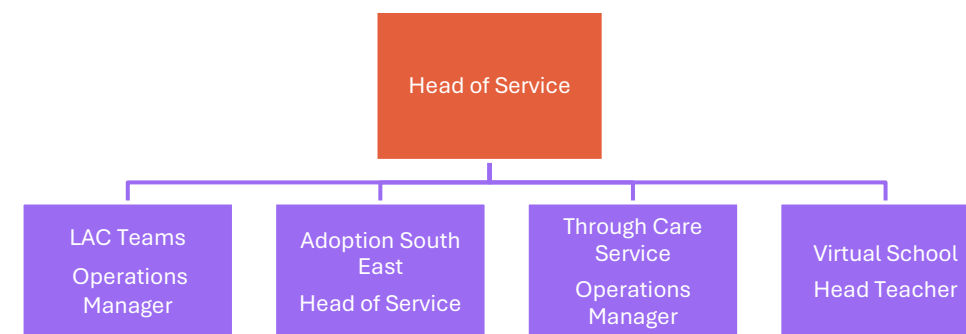 Head of Service
LAC Teams
Operations
Manager
Adoption South
East
Head of Service
Through Care
Service
Operations
Manager
Virtual School
Head Teacher